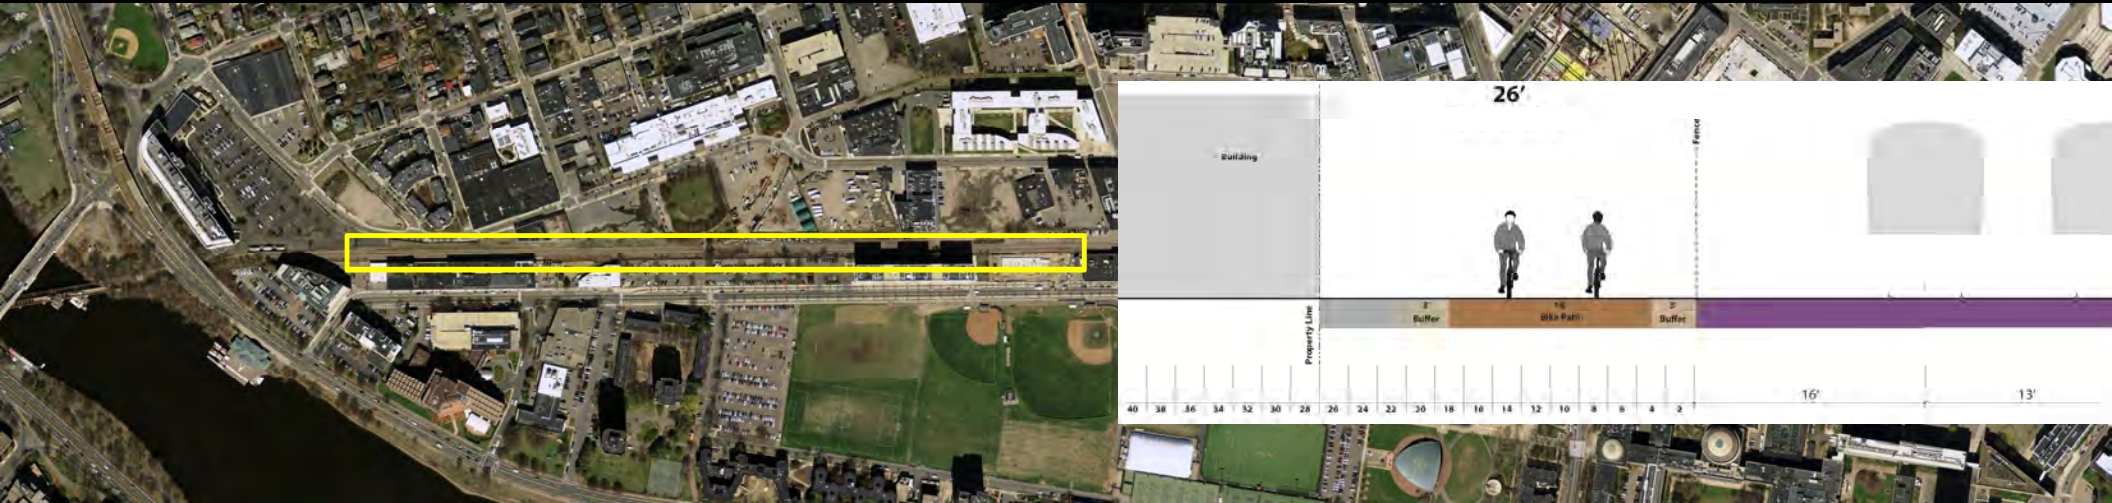 26'
Fence
Building
3'
Buffer
Bike Path
3'
Buffer
Property Line
16'
13'
40 38 36 34 32 30 28 26 24 22 20 18 16 14 12 10 8 6 4 2